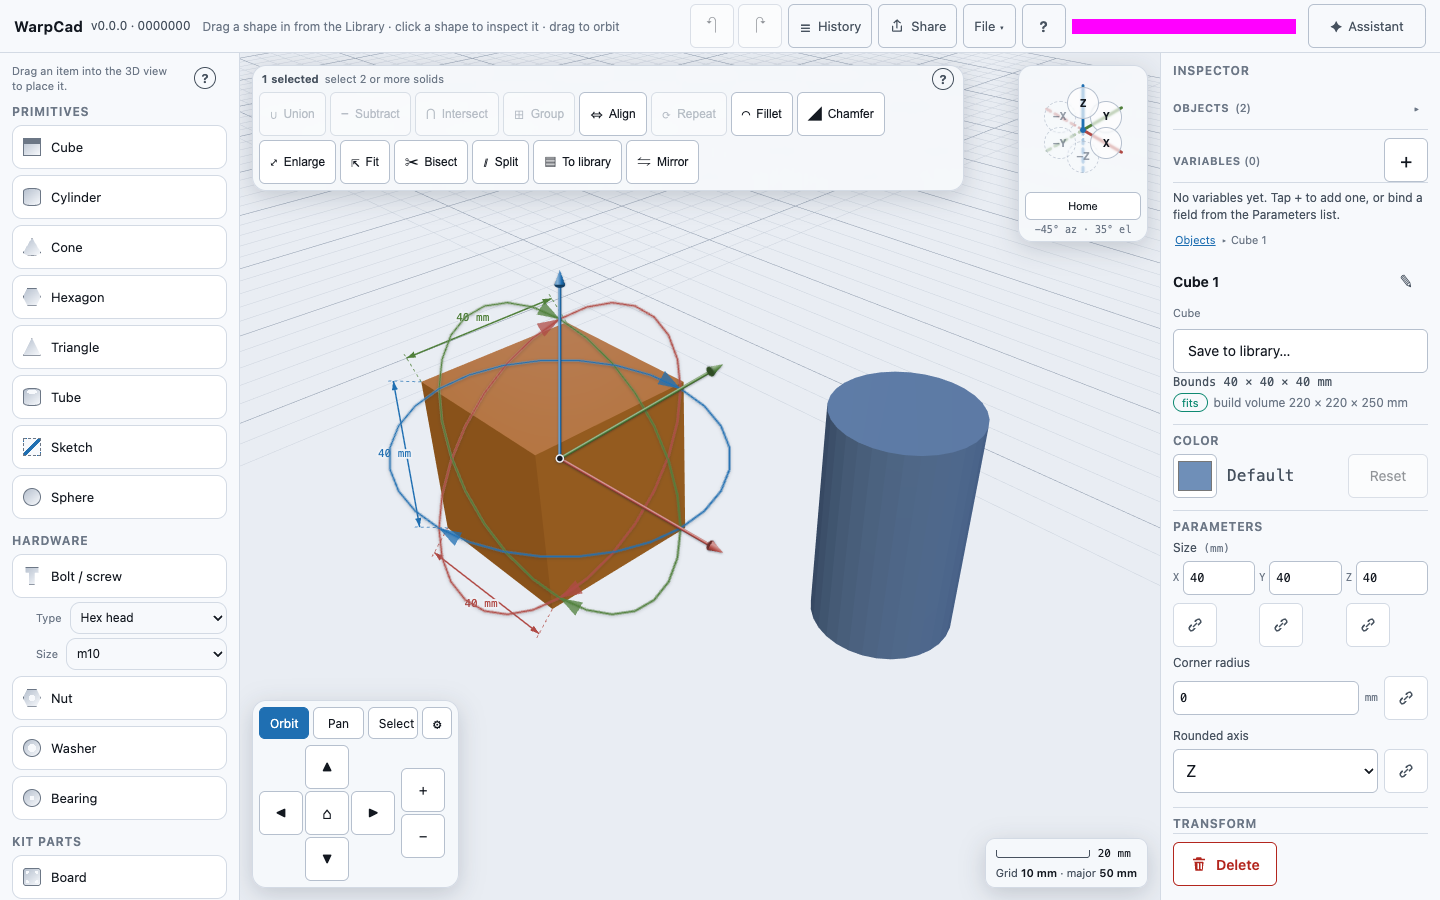 WarpCad v0.0.0 · 0000000 Drag a shape in from the Library · click a shape to inspect it · drag to orbit
History
Share
File
?
Assistant
Drag an item into the 3D view
to place it.
?
PRIMITIVES
Cube
Cylinder
Cone
Hexagon
Triangle
Tube
Sketch
Sphere
HARDWARE
Bolt / screw
Type Hex head
Size m10
Nut
Washer
Bearing
KIT PARTS
Board
1 selected select 2 or more solids
?
Union
Subtract
Intersect
Group
Align
Repeat
Fillet
Chamfer
Enlarge
Fit
Bisect
Split
To library
Mirror
40 mm
40 mm
40 mm
Z
−X
Y
−Y
X
−Z
Home
−45° az · 35° el
Orbit
Pan
Select
+
−
20 mm
Grid 10 mm · major 50 mm
INSPECTOR
OBJECTS (2)
VARIABLES (0)
+
No variables yet. Tap + to add one, or bind a
field from the Parameters list.
Objects ▸ Cube 1
Cube 1
Cube
Save to library...
Bounds 40 × 40 × 40 mm
fits build volume 220 × 220 × 250 mm
COLOR
Default
Reset
PARAMETERS
Size (mm)
X 40 Y 40 Z 40
Corner radius
0 mm
Rounded axis
Z
TRANSFORM
Delete